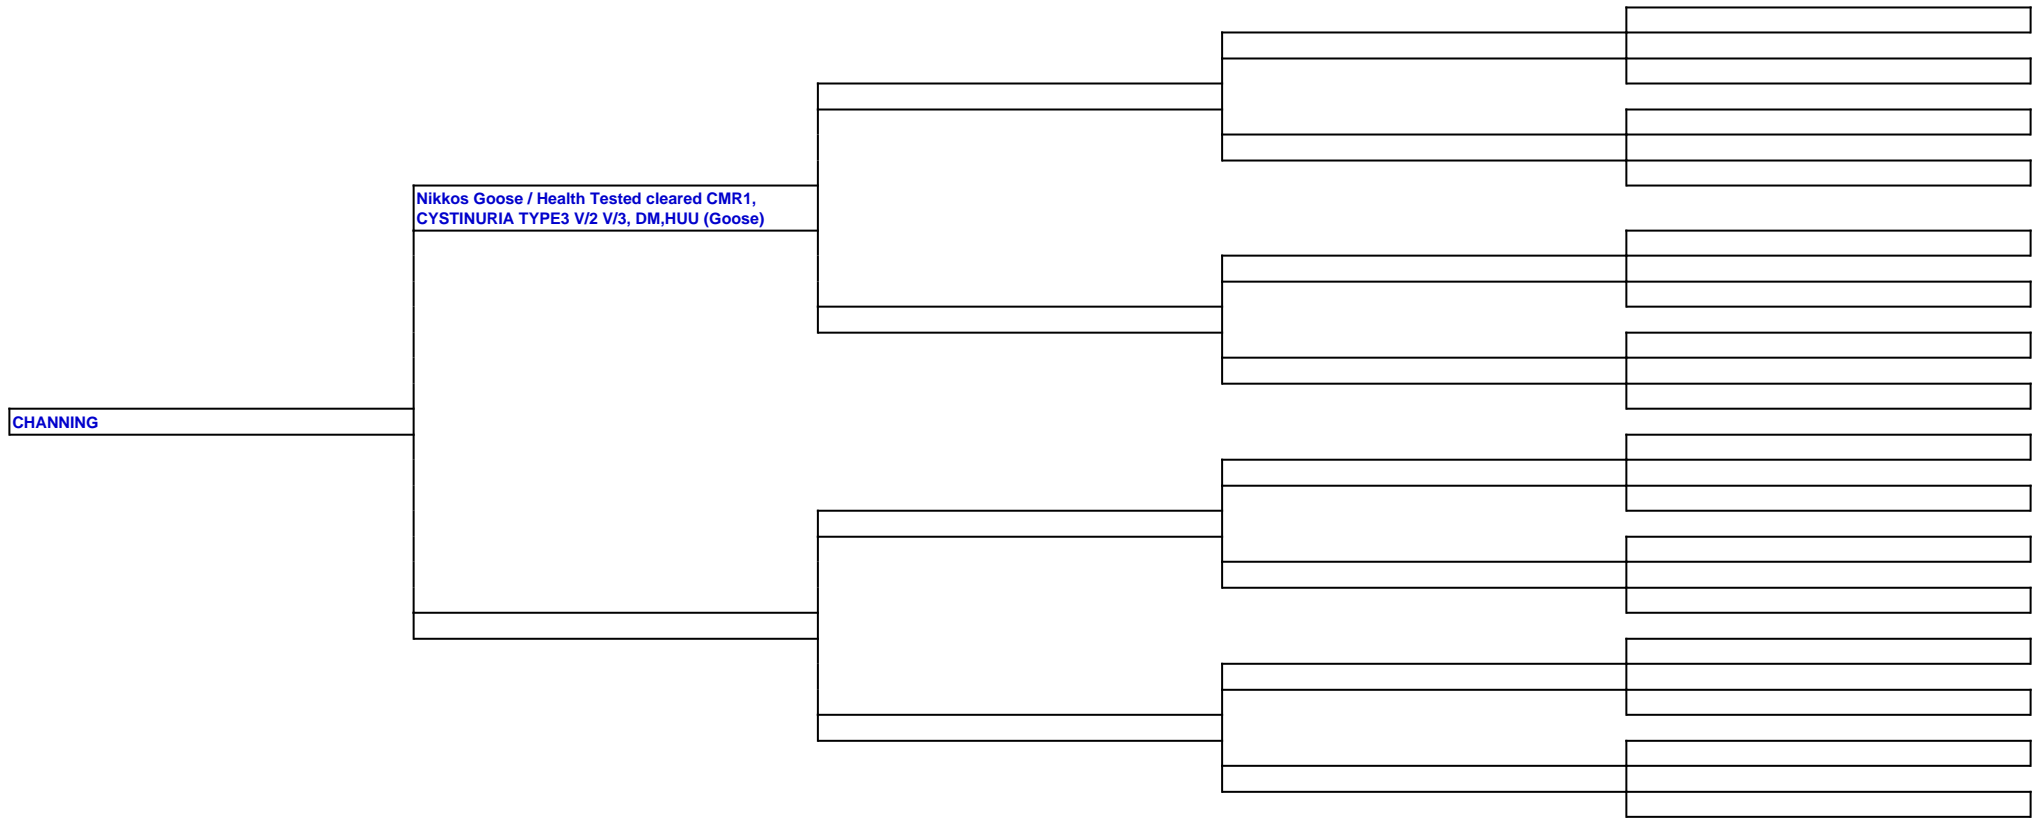 Nikkos Goose / Health Tested cleared CMR1,
CYSTINURIA TYPE3 V/2 V/3, DM,HUU (Goose)
CHANNING